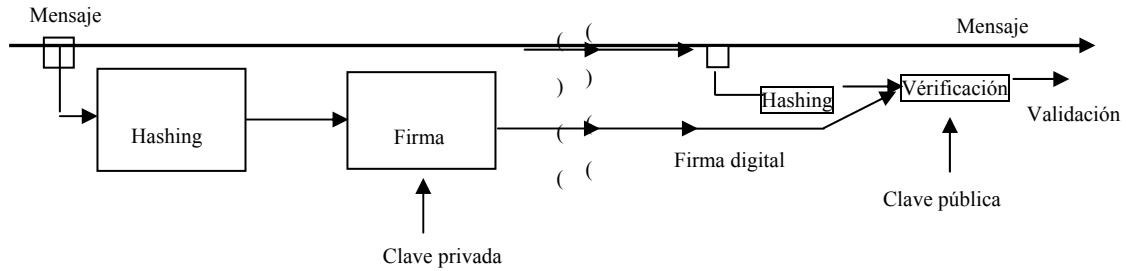 Mensaje
Mensaje
Hashing
Firma
Hashing
Vérificación
Validación
Firma digital
Clave pública
Clave privada